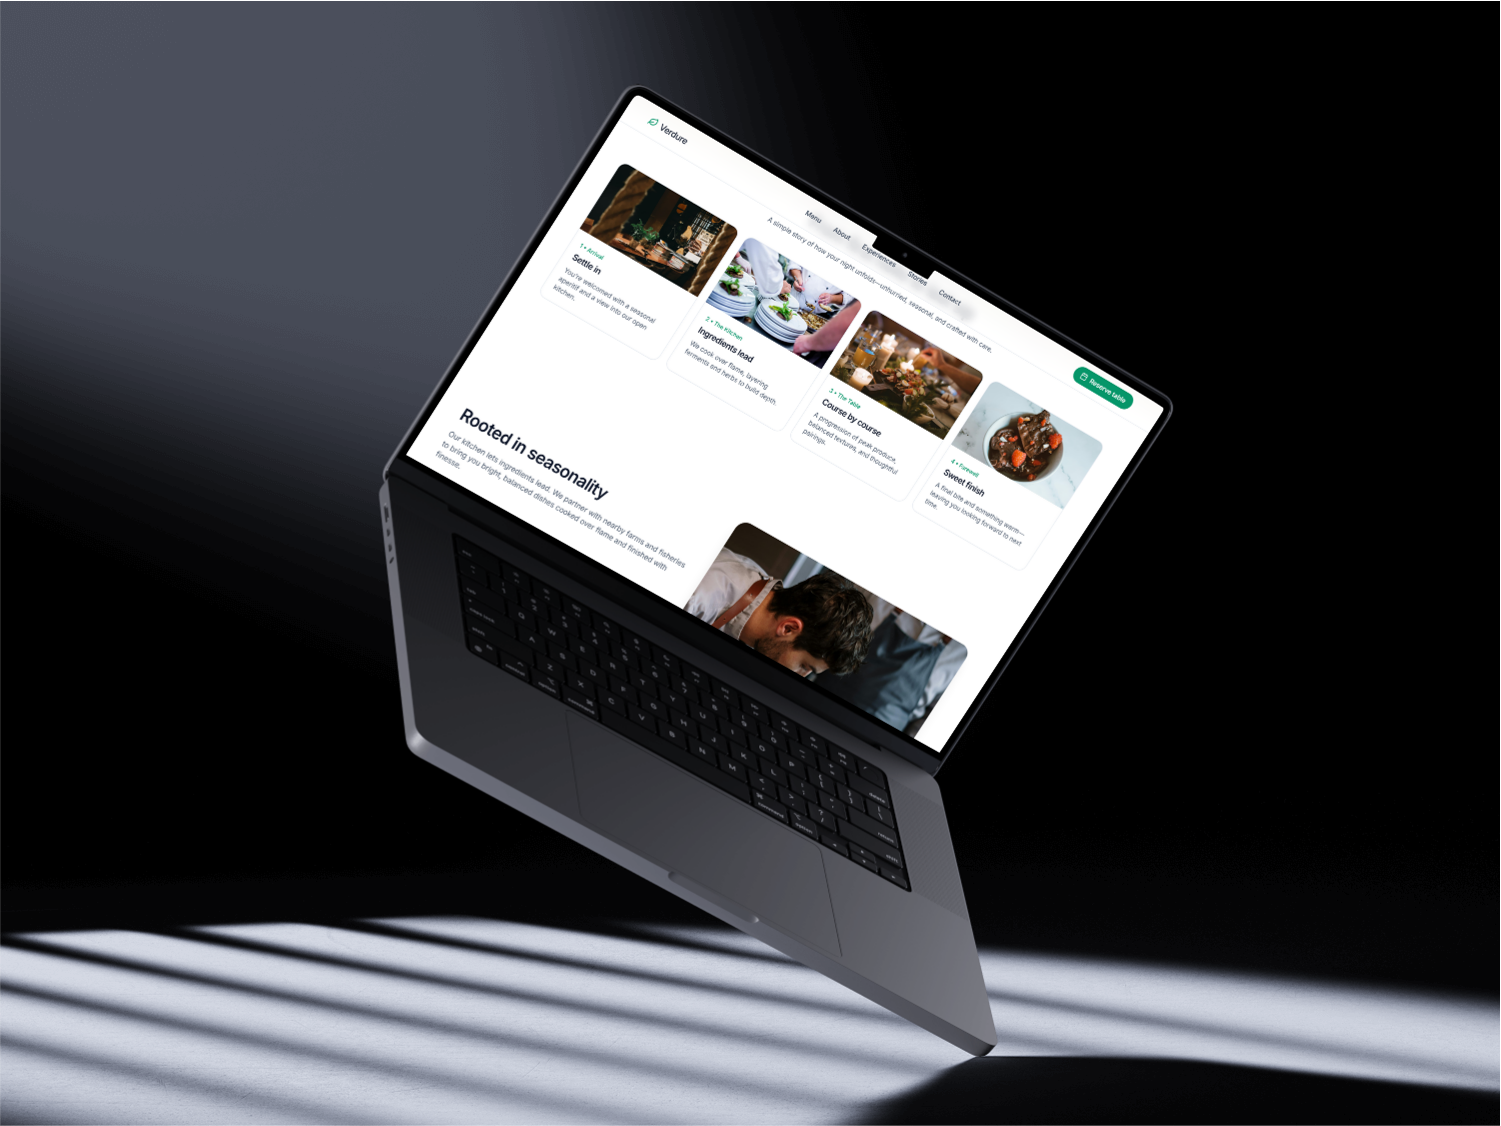 Verdure
Menu
About
Experiences
Stories
Contact
Reserve table
A simple story of how your night unfolds—unhurried, seasonal, and crafted with care.
1 • Arrival
Settle in
You're welcomed with a seasonal
aperitif and a view into our open
kitchen.
2 • The Kitchen
Ingredients lead
We cook over flame, layering
ferments and herbs to build depth.
3 • The Table
Course by course
A progression of peak produce,
balanced textures, and thoughtful
pairings.
4 • Farewell
Sweet finish
A final bite and something warm—
leaving you looking forward to next
time.
Rooted in seasonality
Our kitchen lets ingredients lead. We partner with nearby farms and fisheries
to bring you bright, balanced dishes cooked over flame and finished with
finesse.